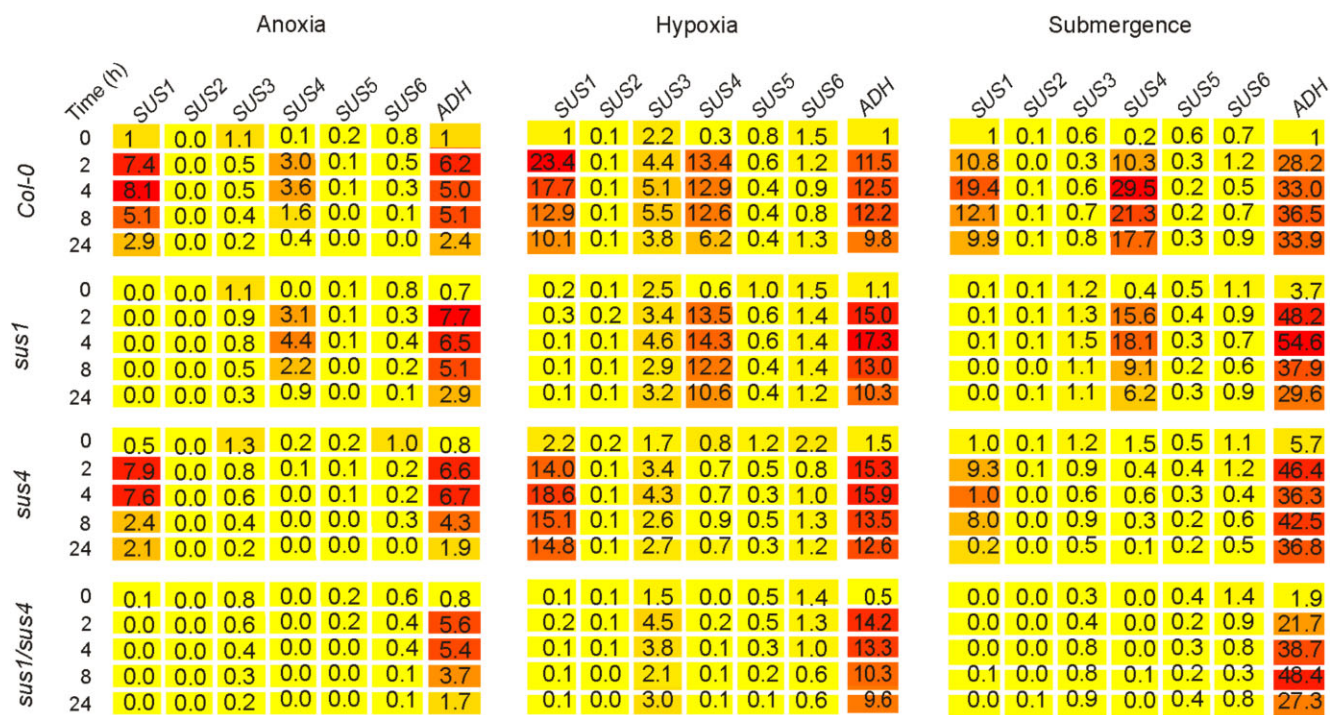 Anoxia Hypoxia Submergence
Time (h) SUS1 SUS2 SUS3 SUS4 SUS5 SUS6 ADH SUS1 SUS2 SUS3 SUS4 SUS5 SUS6 ADH SUS1 SUS2 SUS3 SUS4 SUS5 SUS6 ADH
Col-0
0 1 0.0 1.1 0.1 0.2 0.8 1 1 0.1 2.2 0.3 0.8 1.5 1 1 0.1 0.6 0.2 0.6 0.7 1
2 7.4 0.0 0.5 3.0 0.1 0.5 6.2 23.4 0.1 4.4 13.4 0.6 1.2 11.5 10.8 0.0 0.3 10.3 0.3 1.2 28.2
4 8.1 0.0 0.5 3.6 0.1 0.3 5.0 17.7 0.1 5.1 12.9 0.4 0.9 12.5 19.4 0.1 0.6 29.5 0.2 0.5 33.0
8 5.1 0.0 0.4 1.6 0.0 0.1 5.1 12.9 0.1 5.5 12.6 0.4 0.8 12.2 12.1 0.1 0.7 21.3 0.2 0.7 36.5
24 2.9 0.0 0.2 0.4 0.0 0.0 2.4 10.1 0.1 3.8 6.2 0.4 1.3 9.8 9.9 0.1 0.8 17.7 0.3 0.9 33.9
sus1
0 0.0 0.0 1.1 0.0 0.1 0.8 0.7 0.2 0.1 2.5 0.6 1.0 1.5 1.1 0.1 0.1 1.2 0.4 0.5 1.1 3.7
2 0.0 0.0 0.9 3.1 0.1 0.3 7.7 0.3 0.2 3.4 13.5 0.6 1.4 15.0 0.1 0.1 1.3 15.6 0.4 0.9 48.2
4 0.0 0.0 0.8 4.4 0.1 0.4 6.5 0.1 0.1 4.6 14.3 0.6 1.4 17.3 0.1 0.1 1.5 18.1 0.3 0.7 54.6
8 0.0 0.0 0.5 2.2 0.0 0.2 5.1 0.1 0.1 2.9 12.2 0.6 1.4 13.0 0.0 0.0 1.1 9.1 0.2 0.6 37.9
24 0.0 0.0 0.3 0.9 0.0 0.1 2.9 0.1 0.1 3.2 10.6 0.4 1.2 10.3 0.0 0.1 1.1 6.2 0.3 0.9 29.6
sus4
0 0.5 0.0 1.3 0.2 0.2 1.0 0.8 2.2 0.2 1.7 0.8 1.2 2.2 1.5 1.0 0.1 1.2 1.5 0.5 1.1 5.7
2 7.9 0.0 0.8 0.1 0.1 0.2 6.6 14.0 0.1 3.4 0.7 0.5 0.8 15.3 9.3 0.1 0.9 0.4 0.4 1.2 46.4
4 7.6 0.0 0.6 0.0 0.1 0.2 6.7 18.6 0.1 4.3 0.7 0.3 1.0 15.9 1.0 0.0 0.6 0.6 0.3 0.4 36.3
8 2.4 0.0 0.4 0.0 0.0 0.3 4.3 15.1 0.1 2.6 0.9 0.5 1.3 13.5 8.0 0.0 0.9 0.3 0.2 0.6 42.5
24 2.1 0.0 0.2 0.0 0.0 0.0 1.9 14.8 0.1 2.7 0.7 0.3 1.2 12.6 0.2 0.0 0.5 0.1 0.2 0.5 36.8
sus1/sus4
0 0.1 0.0 0.8 0.0 0.2 0.6 0.8 0.1 0.1 1.5 0.0 0.5 1.4 0.5 0.0 0.0 0.3 0.0 0.4 1.4 1.9
2 0.0 0.0 0.6 0.0 0.2 0.4 5.6 0.2 0.1 4.5 0.2 0.5 1.3 14.2 0.0 0.0 0.4 0.0 0.2 0.9 21.7
4 0.0 0.0 0.4 0.0 0.0 0.4 5.4 0.1 0.1 3.8 0.1 0.3 1.0 13.3 0.0 0.0 0.8 0.0 0.3 0.8 38.7
8 0.0 0.0 0.3 0.0 0.0 0.1 3.7 0.1 0.0 2.1 0.1 0.2 0.6 10.3 0.1 0.0 0.8 0.1 0.2 0.3 48.4
24 0.0 0.0 0.2 0.0 0.0 0.1 1.7 0.1 0.0 3.0 0.1 0.1 0.6 9.6 0.0 0.1 0.9 0.0 0.4 0.8 27.3